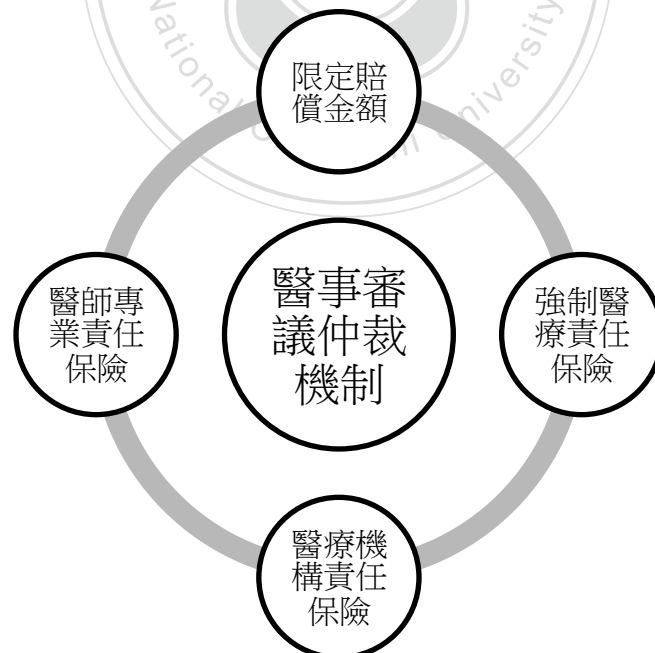 National
University
限定賠
償金額
醫師專
業責任
保險
醫事審
議仲裁
機制
強制醫
療責任
保險
醫療機
構責任
保險